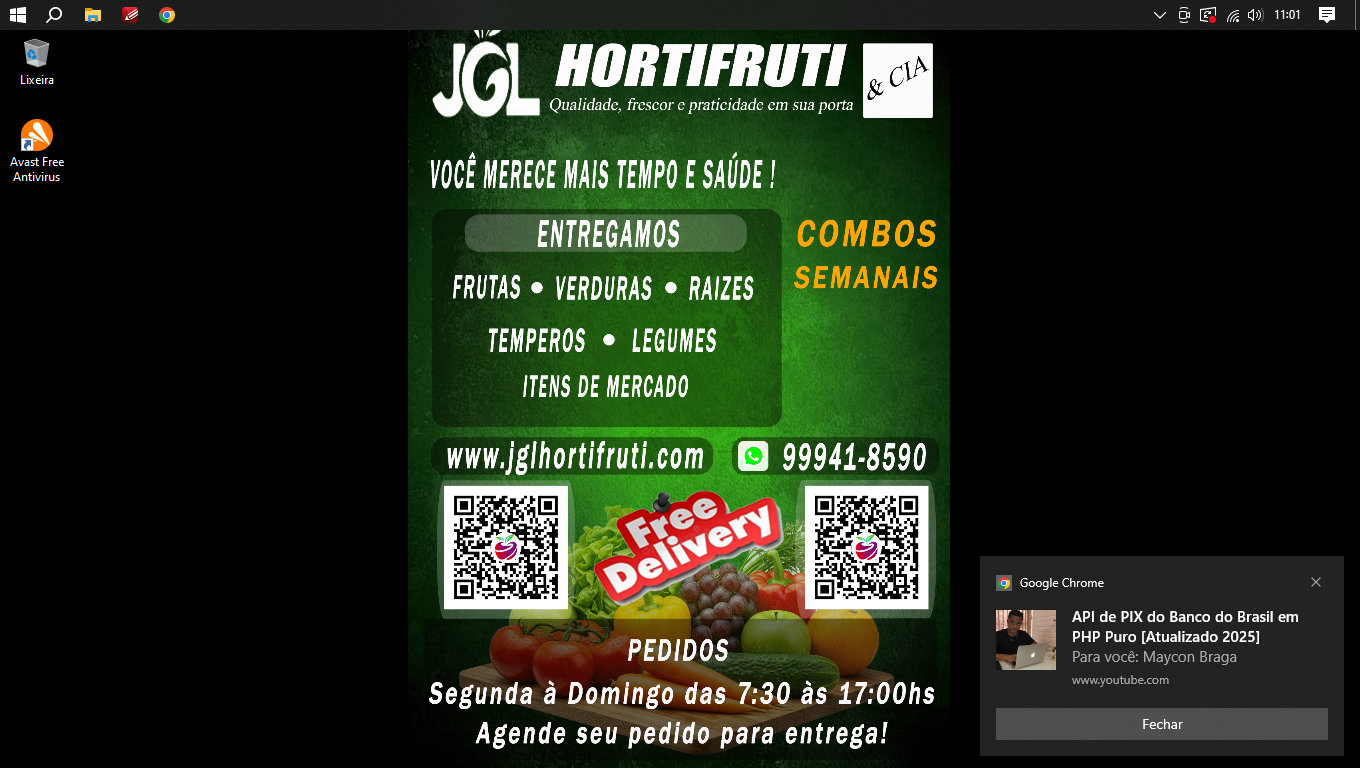 11:01
Lixeira
Avast Free
Antivirus
JGL HORTIFRUTI & CIA
Qualidade, frescor e praticidade em sua porta
VOCÊ MERECE MAIS TEMPO E SAÚDE !
ENTREGAMOS
FRUTAS • VERDURAS • RAIZES
TEMPEROS • LEGUMES
ITENS DE MERCADO
COMBOS
SEMANAIS
www.jglhortifruti.com
99941-8590
Free
Delivery
PEDIDOS
Segunda à Domingo das 7:30 às 17:00hs
Agende seu pedido para entrega!
Google Chrome
API de PIX do Banco do Brasil em
PHP Puro [Atualizado 2025]
Para você: Maycon Braga
www.youtube.com
Fechar